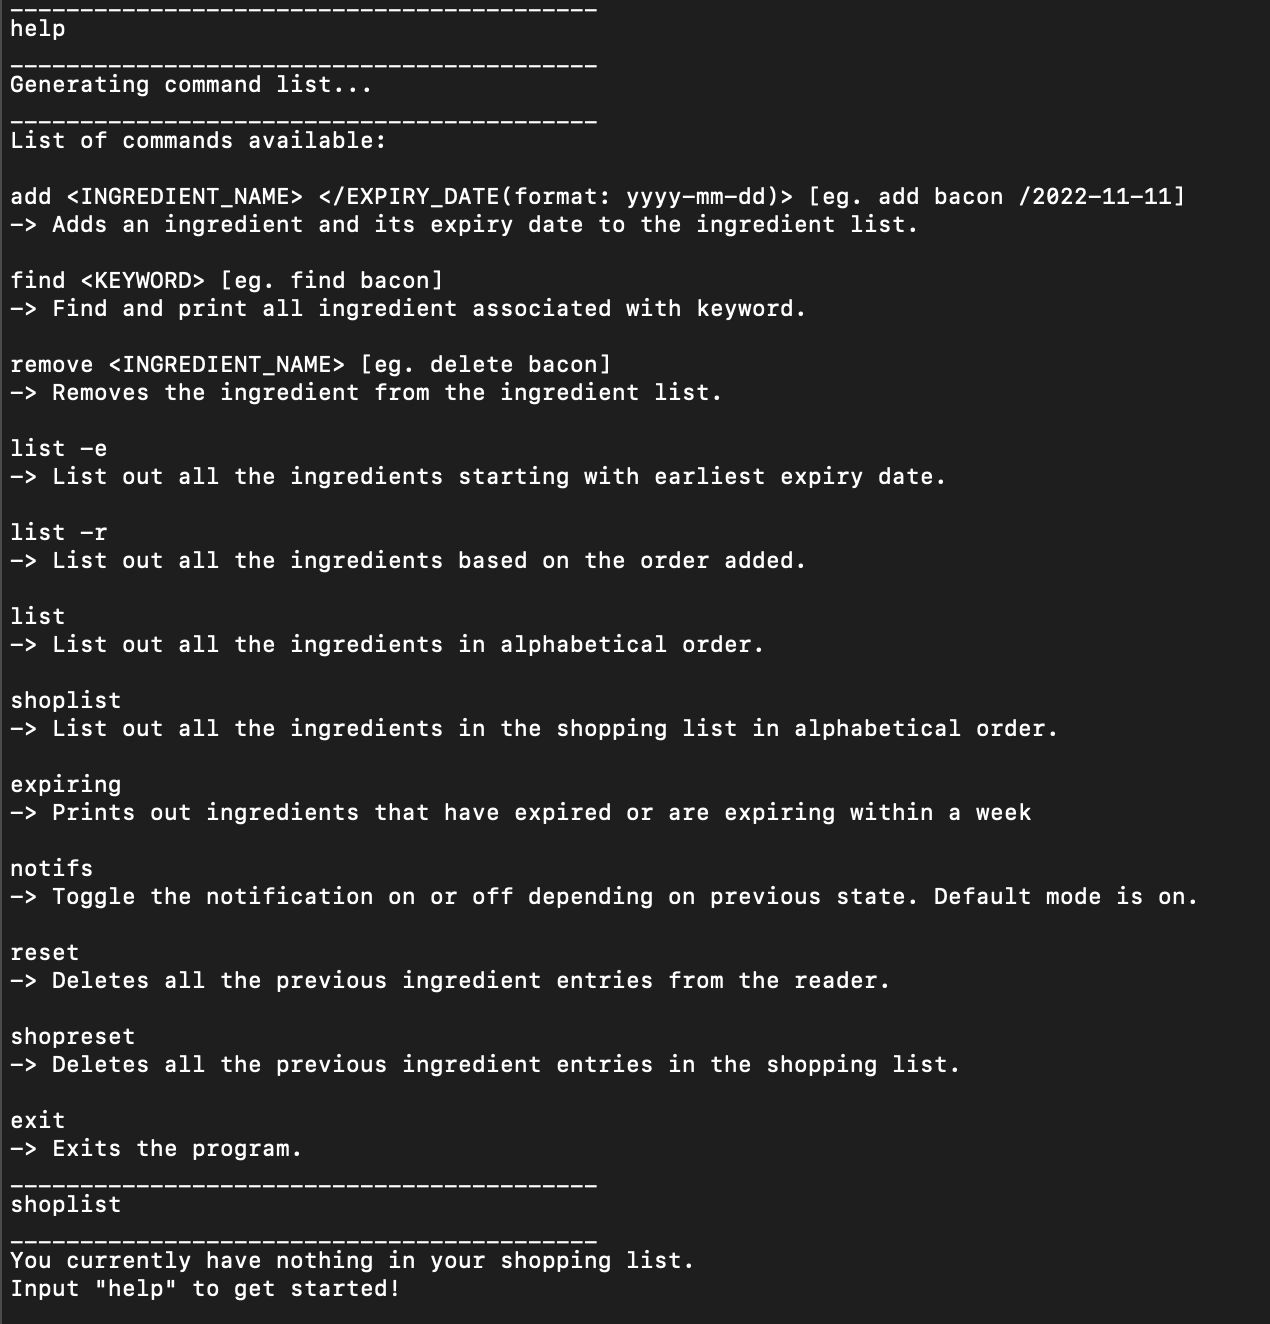 __________________________________________
help
__________________________________________
Generating command list...
__________________________________________
List of commands available:

add <INGREDIENT_NAME> </EXPIRY_DATE(format: yyyy-mm-dd)> [eg. add bacon /2022-11-11]
-> Adds an ingredient and its expiry date to the ingredient list.

find <KEYWORD> [eg. find bacon]
-> Find and print all ingredient associated with keyword.

remove <INGREDIENT_NAME> [eg. delete bacon]
-> Removes the ingredient from the ingredient list.

list -e
-> List out all the ingredients starting with earliest expiry date.

list -r
-> List out all the ingredients based on the order added.

list
-> List out all the ingredients in alphabetical order.

shoplist
-> List out all the ingredients in the shopping list in alphabetical order.

expiring
-> Prints out ingredients that have expired or are expiring within a week

notifs
-> Toggle the notification on or off depending on previous state. Default mode is on.

reset
-> Deletes all the previous ingredient entries from the reader.

shopreset
-> Deletes all the previous ingredient entries in the shopping list.

exit
-> Exits the program.
__________________________________________
shoplist
__________________________________________
You currently have nothing in your shopping list.
Input "help" to get started!